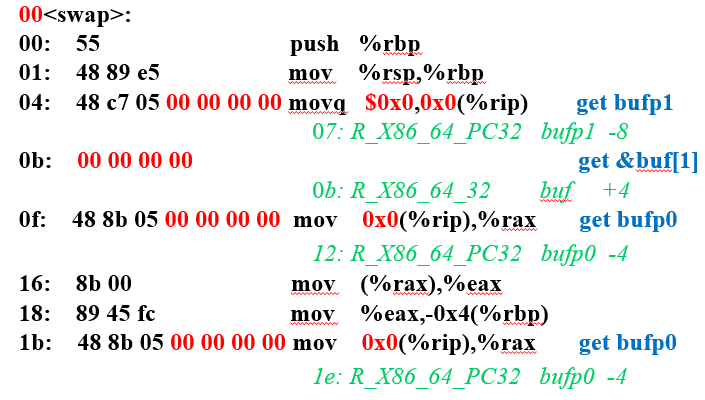 00<swap>:
00: 55 push %rbp
01: 48 89 e5 mov %rsp,%rbp
04: 48 c7 05 00 00 00 00 movq $0x0,0x0(%rip) get bufp1
07: R_X86_64_PC32 bufp1 -8
0b: 00 00 00 00 get &buf[1]
0b: R_X86_64_32 buf +4
0f: 48 8b 05 00 00 00 00 mov 0x0(%rip),%rax get bufp0
12: R_X86_64_PC32 bufp0 -4
16: 8b 00 mov (%rax),%eax
18: 89 45 fc mov %eax,-0x4(%rbp)
1b: 48 8b 05 00 00 00 00 mov 0x0(%rip),%rax get bufp0
1e: R_X86_64_PC32 bufp0 -4